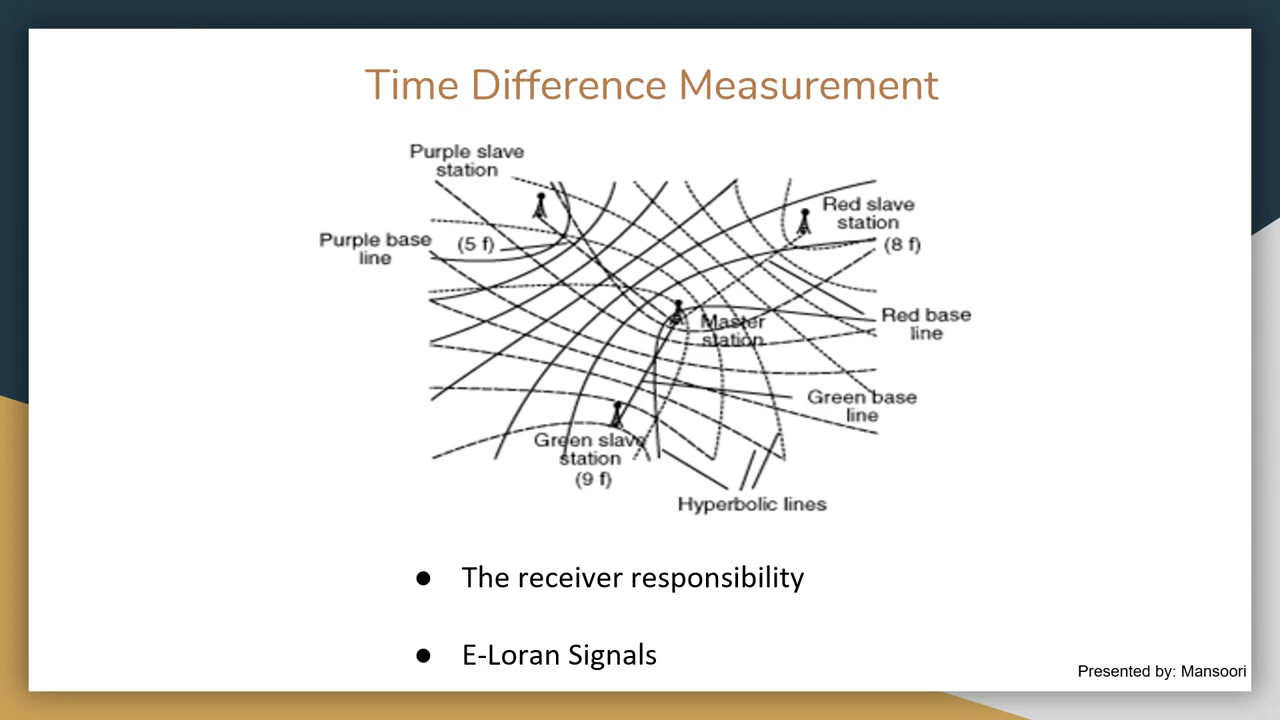 Time Difference Measurement
Purple slave
station
Red slave
station
(8 f)
Purple base
line
(5 f)
Master
station
Red base
line
Green base
line
Green slave
station
(9 f)
Hyperbolic lines
● The receiver responsibility
● E-Loran Signals
Presented by: Mansoori